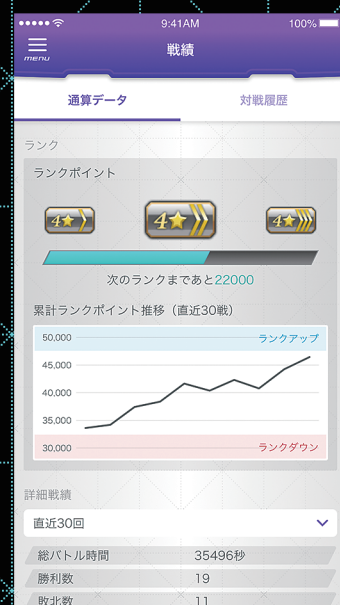 9:41AM 100%
MENU
戦績
通算データ 対戦履歴
ランク
ランクポイント
4 4 4
次のランクまであと22000
累計ランクポイント推移（直近30戦）
50,000 ランクアップ
45,000
40,000
35,000
30,000 ランクダウン
詳細戦績
直近30回
総バトル時間 35496秒
勝利数 19
敗北数 11